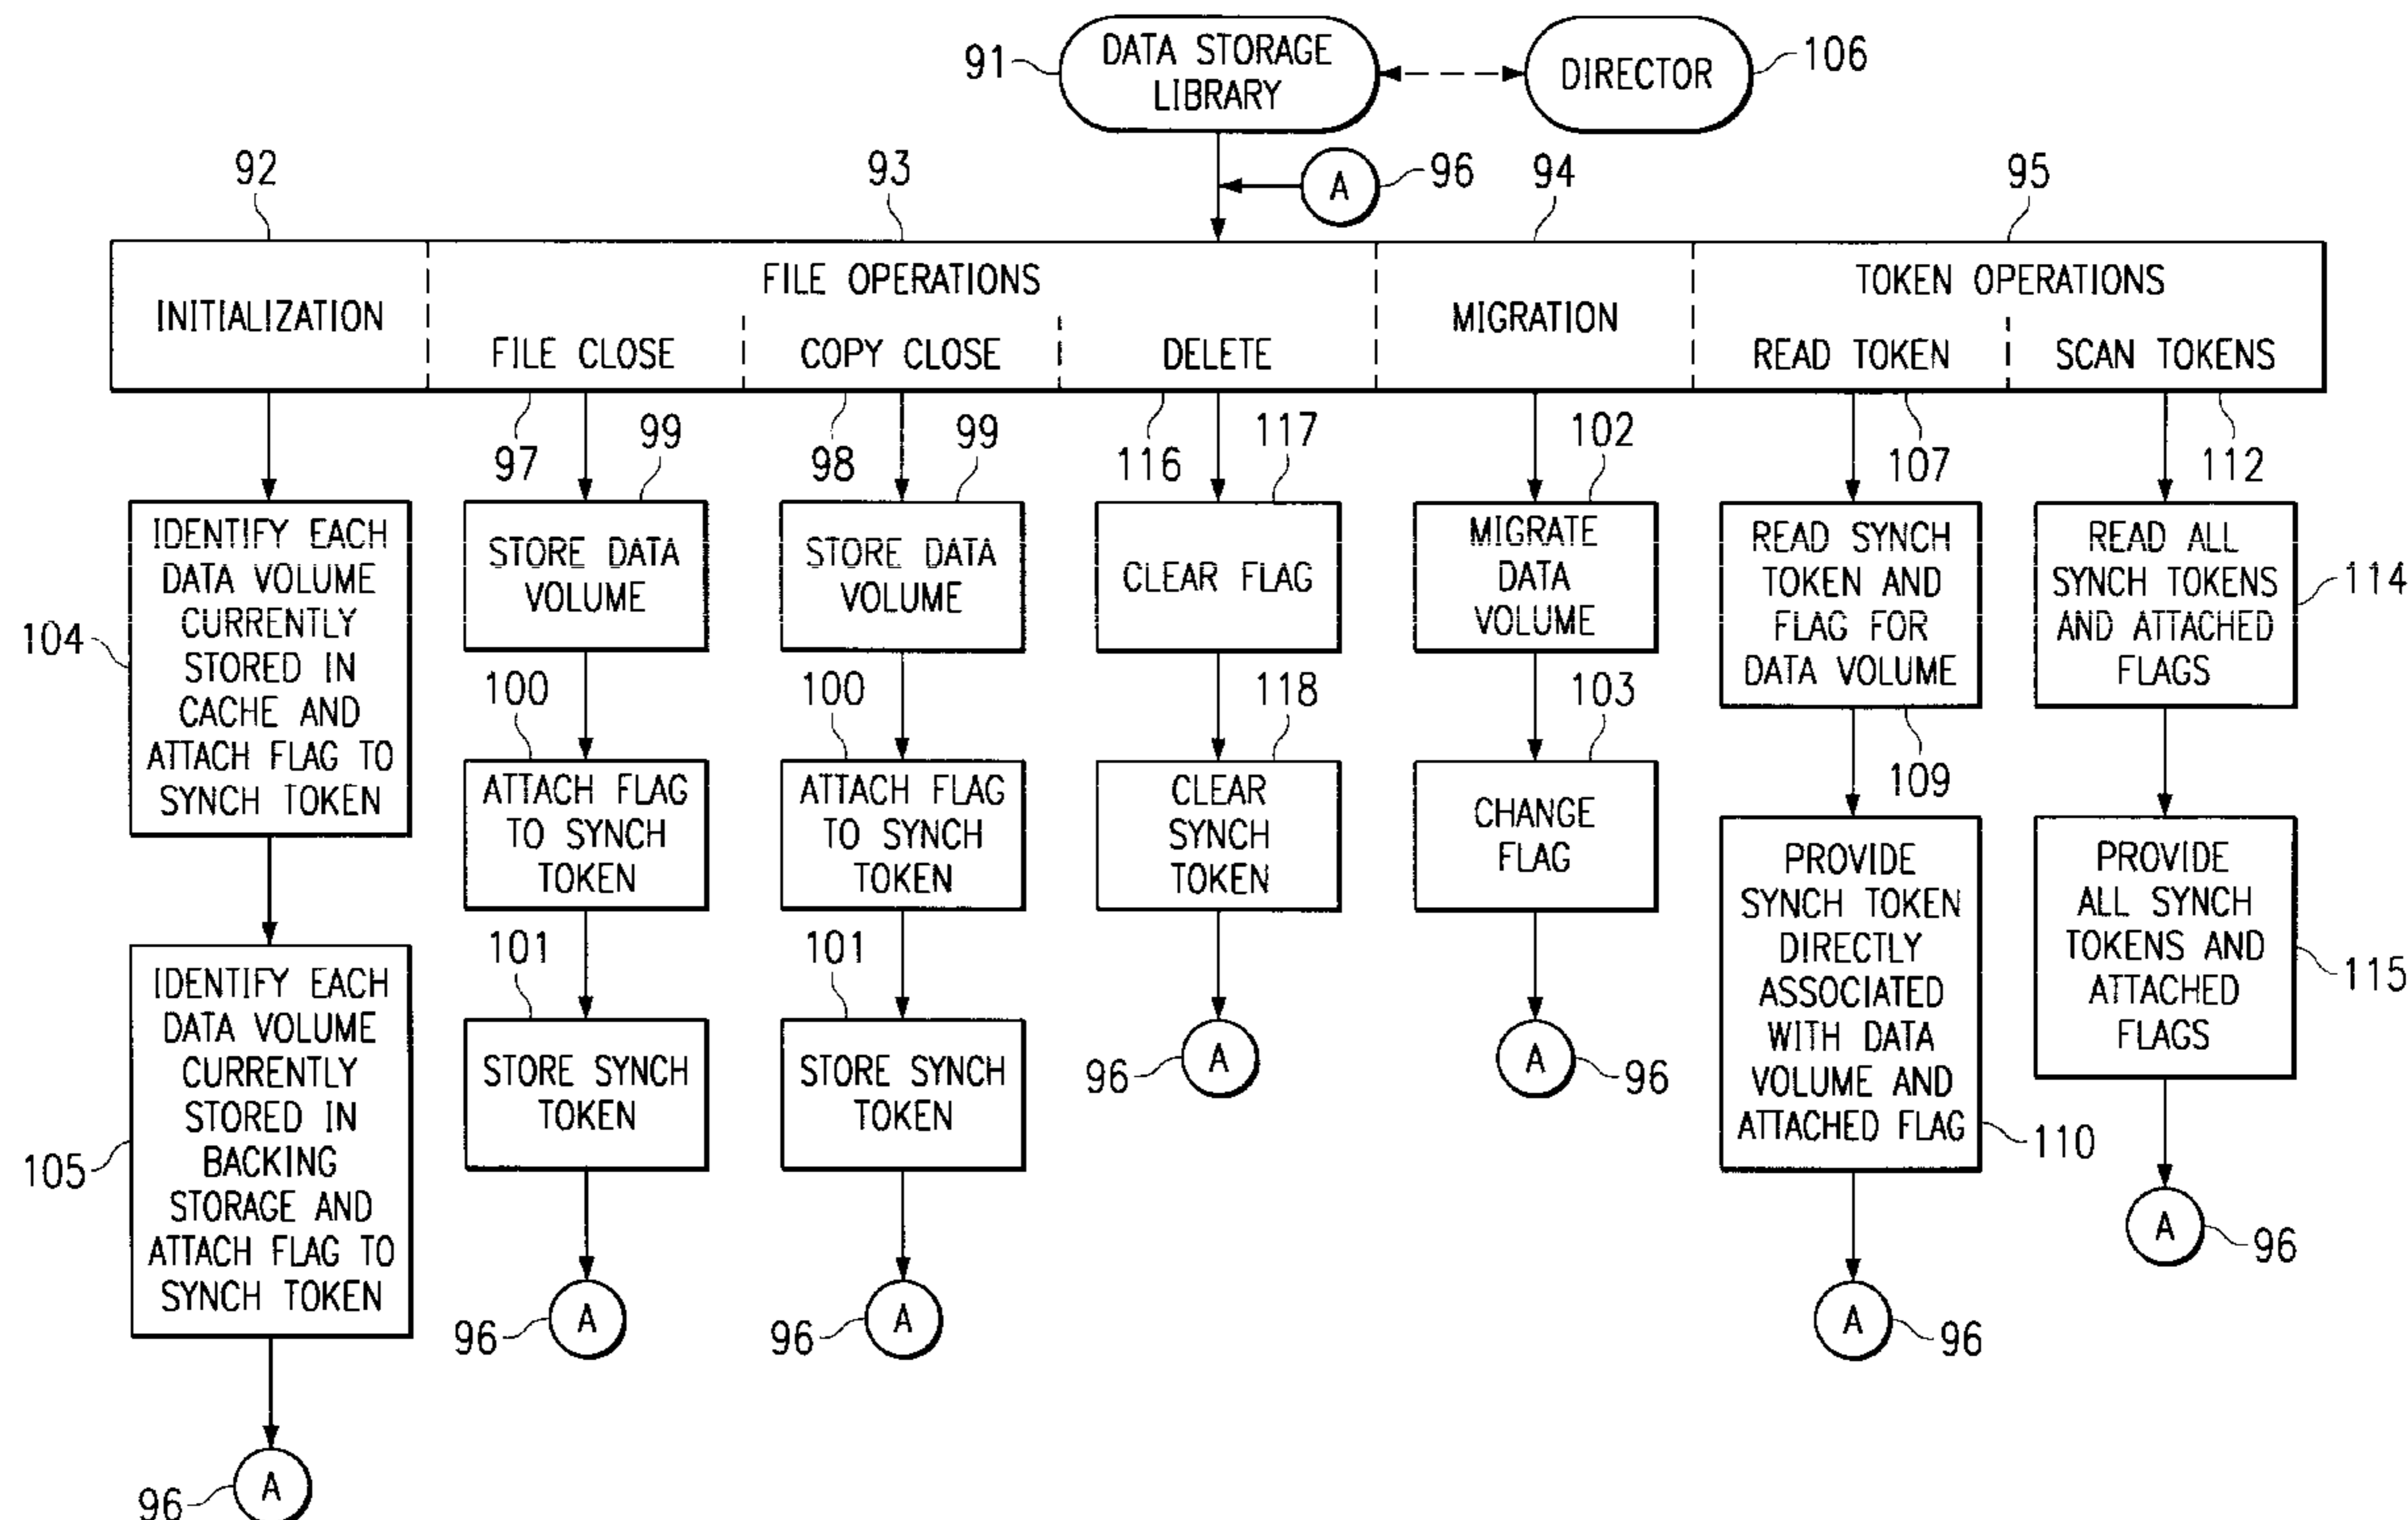 DATA STORAGE
LIBRARY
91
DIRECTOR
106
A
96
92
93
94
95
INITIALIZATION
FILE OPERATIONS
FILE CLOSE
COPY CLOSE
DELETE
MIGRATION
TOKEN OPERATIONS
READ TOKEN
SCAN TOKENS
97
99
98
99
116
117
102
107
112
104
IDENTIFY EACH
DATA VOLUME
CURRENTLY
STORED IN
CACHE AND
ATTACH FLAG TO
SYNCH TOKEN
105
IDENTIFY EACH
DATA VOLUME
CURRENTLY
STORED IN
BACKING
STORAGE AND
ATTACH FLAG TO
SYNCH TOKEN
A
96
STORE DATA
VOLUME
100
ATTACH FLAG
TO SYNCH
TOKEN
101
STORE SYNCH
TOKEN
A
96
STORE DATA
VOLUME
100
ATTACH FLAG
TO SYNCH
TOKEN
101
STORE SYNCH
TOKEN
A
96
CLEAR FLAG
118
CLEAR
SYNCH
TOKEN
A
96
MIGRATE
DATA
VOLUME
103
CHANGE
FLAG
A
96
READ SYNCH
TOKEN AND
FLAG FOR
DATA VOLUME
109
PROVIDE
SYNCH TOKEN
DIRECTLY
ASSOCIATED
WITH DATA
VOLUME AND
ATTACHED FLAG
110
A
96
READ ALL
SYNCH TOKENS
AND ATTACHED
FLAGS
114
PROVIDE
ALL SYNCH
TOKENS AND
ATTACHED
FLAGS
115
A
96